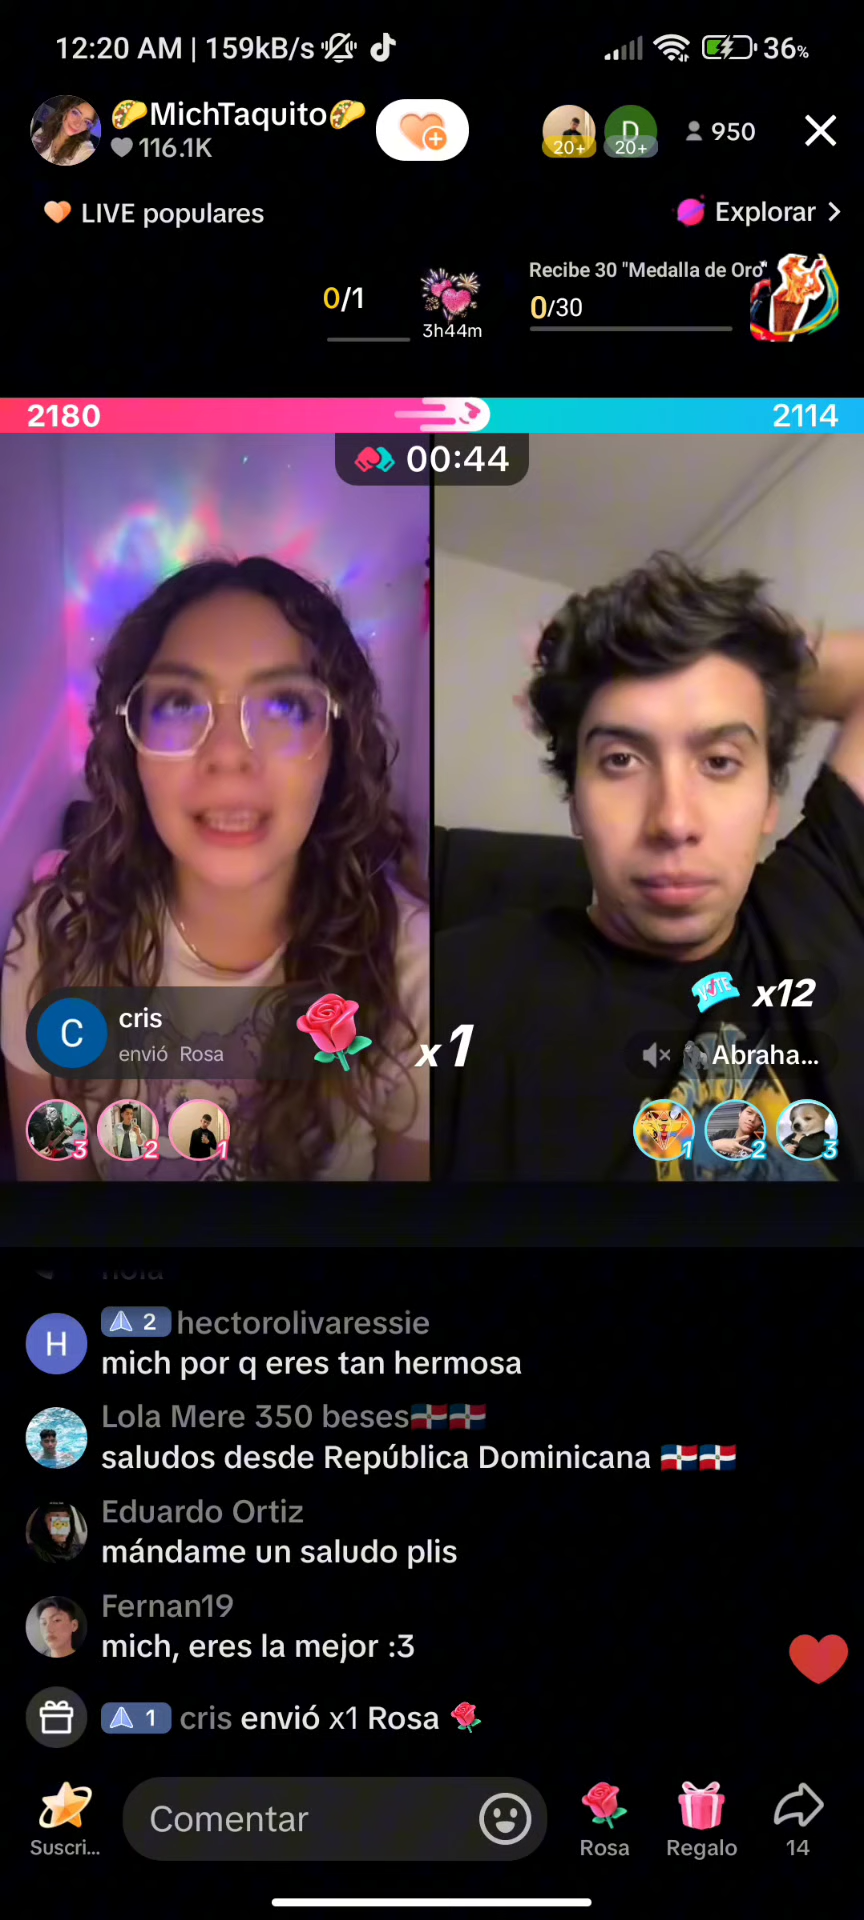 12:20 AM | 159kB/s
36%
🌮MichTaquito🌮
116.1K
D
20+
20+
950
LIVE populares
Explorar >
0/1
3h44m
Recibe 30 "Medalla de Oro"
0/30
2180
2114
00:44
C
cris
envió Rosa
x1
VOTE
x12
Abraha...
3
2
1
1
2
3
hola
H
2 hectorolivaressie
mich por q eres tan hermosa
Lola Mere 350 beses🇩🇴🇩🇴
saludos desde República Dominicana 🇩🇴🇩🇴
Eduardo Ortiz
mándame un saludo plis
Fernan19
mich, eres la mejor :3
1 cris envió x1 Rosa 🌹
Comentar
Suscri...
Rosa
Regalo
14